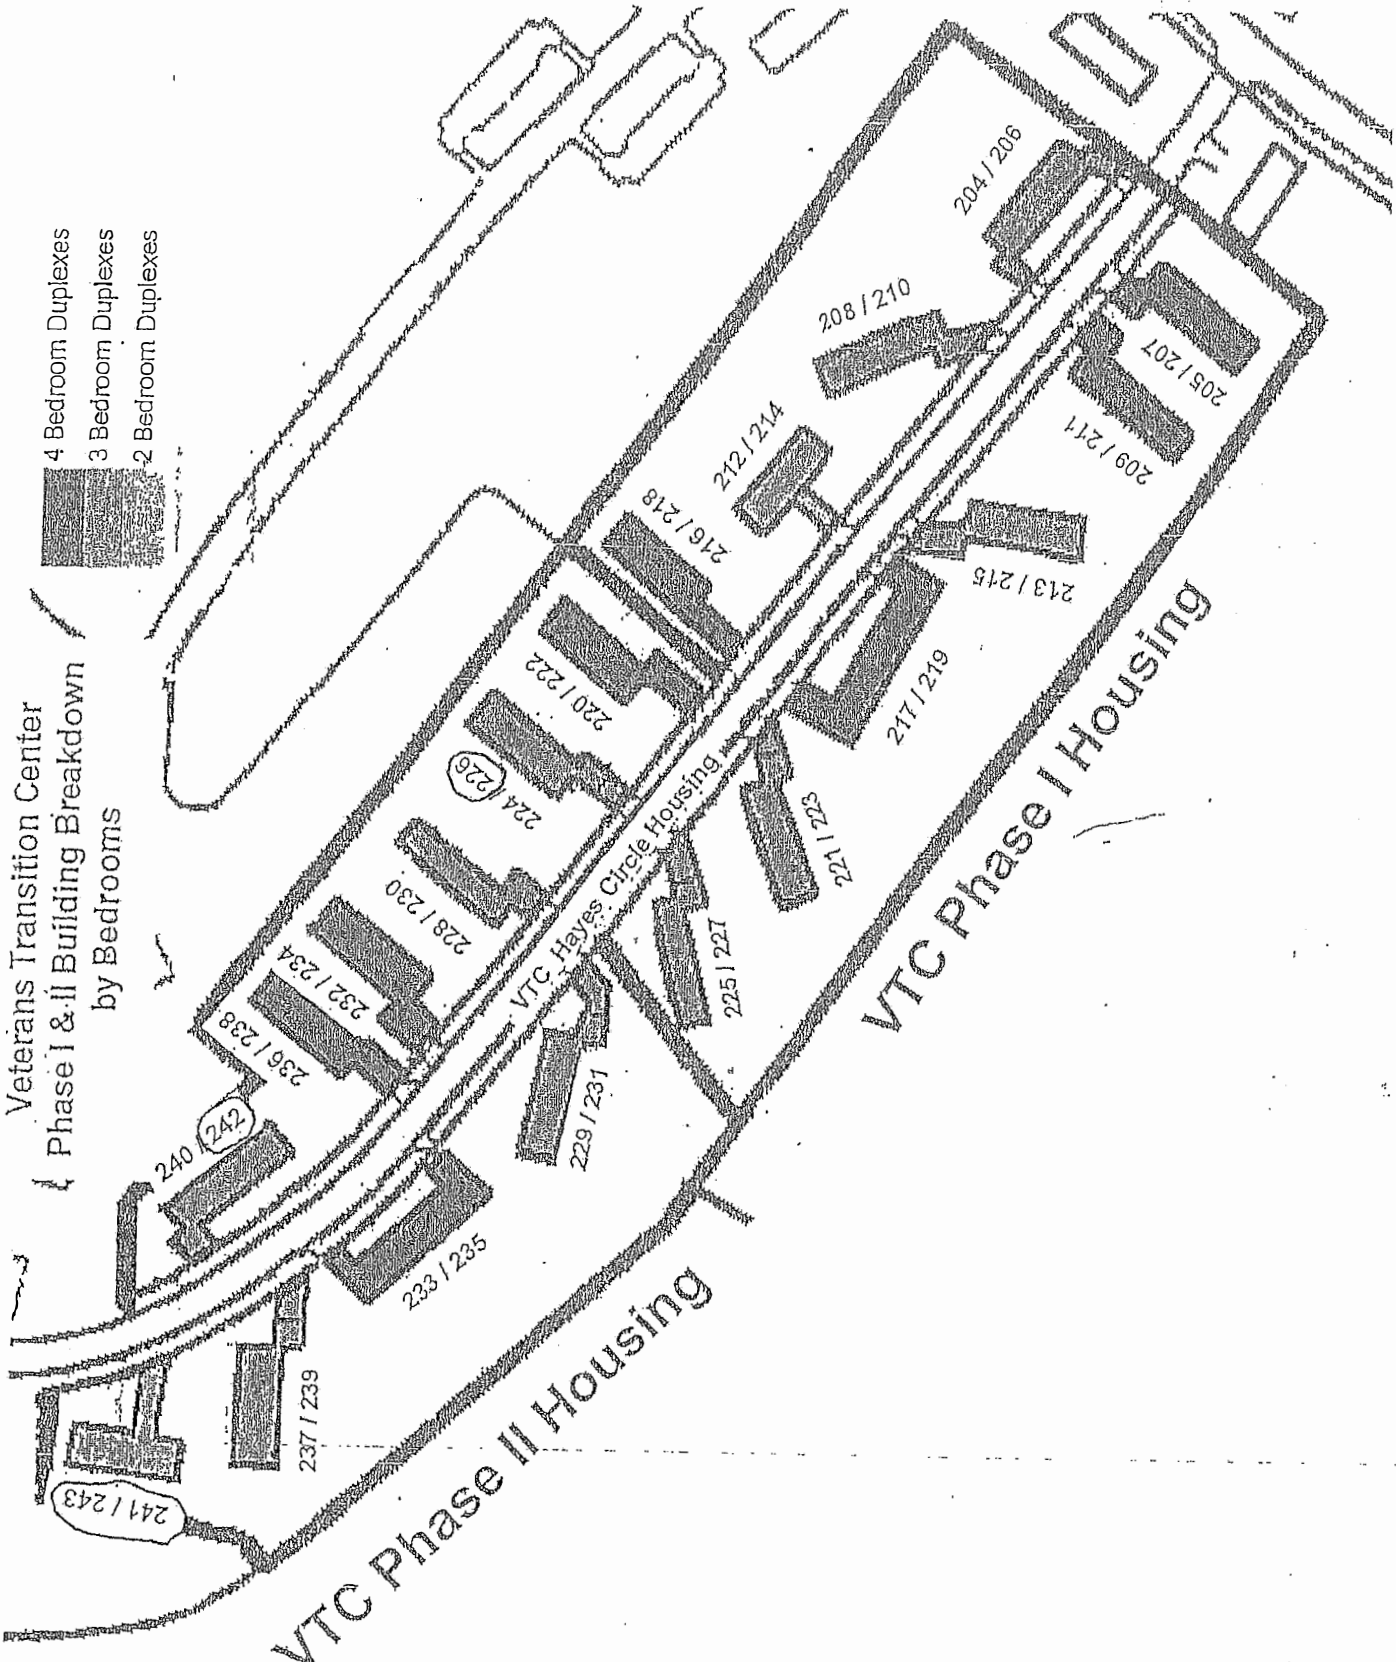 Veterans Transition Center
Phase I & II Building Breakdown
by Bedrooms
4 Bedroom Duplexes
3 Bedroom Duplexes
2 Bedroom Duplexes
204 / 206
208 / 210
212 / 214
216 / 218
220 / 222
224 / 226
228 / 230
232 / 234
236 / 238
240 / 242
VTC Hayes Circle Housing
205 / 207
209 / 211
213 / 215
217 / 219
221 / 223
225 / 227
229 / 231
233 / 235
237 / 239
241 / 243
VTC Phase I Housing
VTC Phase II Housing